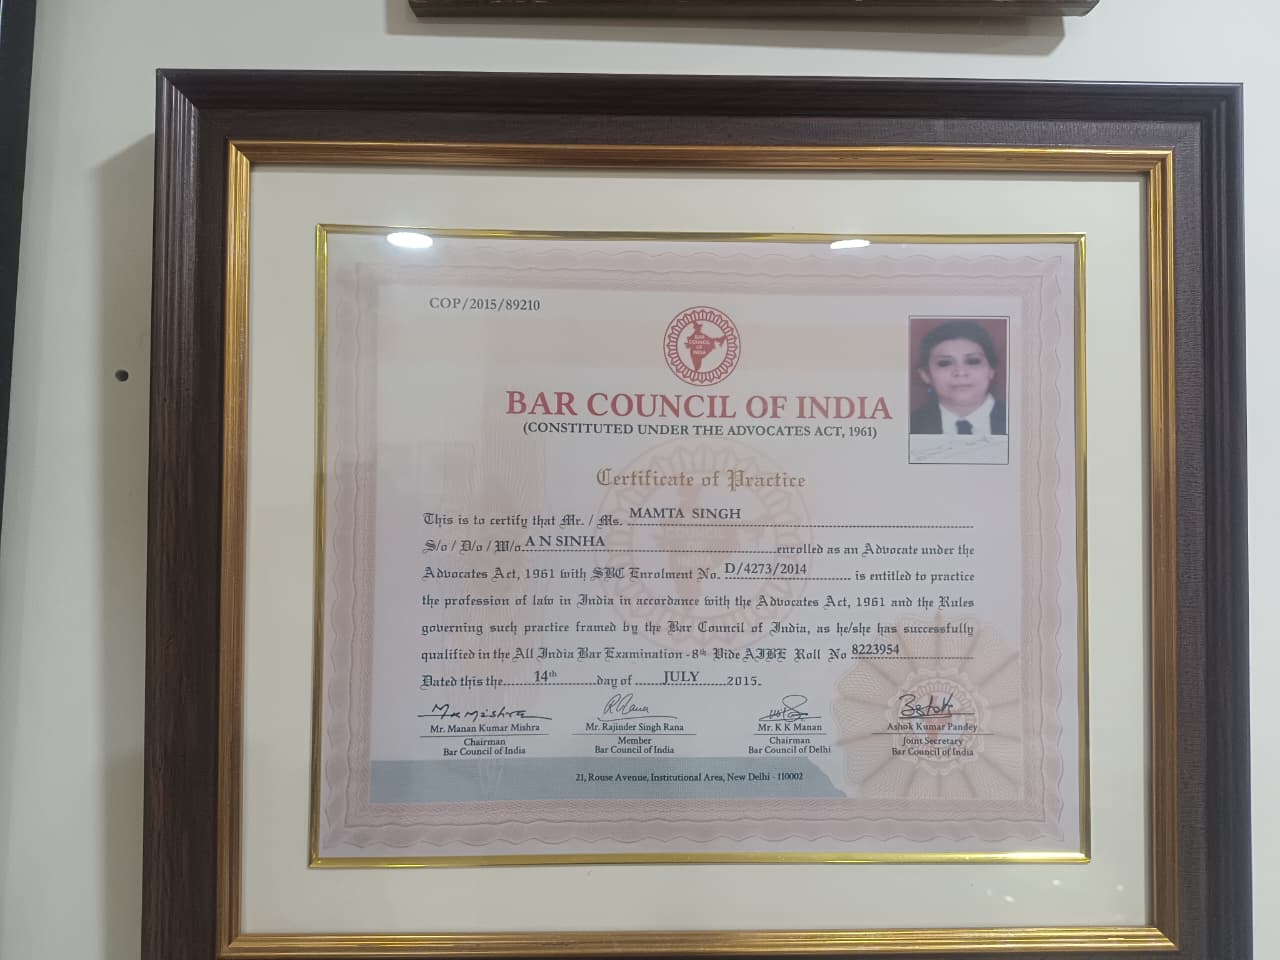 COP/2015/89210
BAR
COUNCIL
OF
INDIA
BAR COUNCIL OF INDIA
(CONSTITUTED UNDER THE ADVOCATES ACT, 1961)
Certificate of Practice
This is to certify that Mr. / Ms. MAMTA SINGH
S/o / D/o / W/o. A N SINHA enrolled as an Advocate under the
Advocates Act, 1961 with SBC Enrolment No. D/4273/2014 is entitled to practice
the profession of law in India in accordance with the Advocates Act, 1961 and the Rules
governing such practice framed by the Bar Council of India, as he/she has successfully
qualified in the All India Bar Examination - 8th Vide AIBE Roll No 8223954
Dated this the 14th day of JULY 2015.
Mr. Manan Kumar Mishra
Chairman
Bar Council of India
Mr. Rajinder Singh Rana
Member
Bar Council of India
Mr. K K Manan
Chairman
Bar Council of Delhi
Ashok Kumar Pandey
Joint Secretary
Bar Council of India
21, Rouse Avenue, Institutional Area, New Delhi - 110002